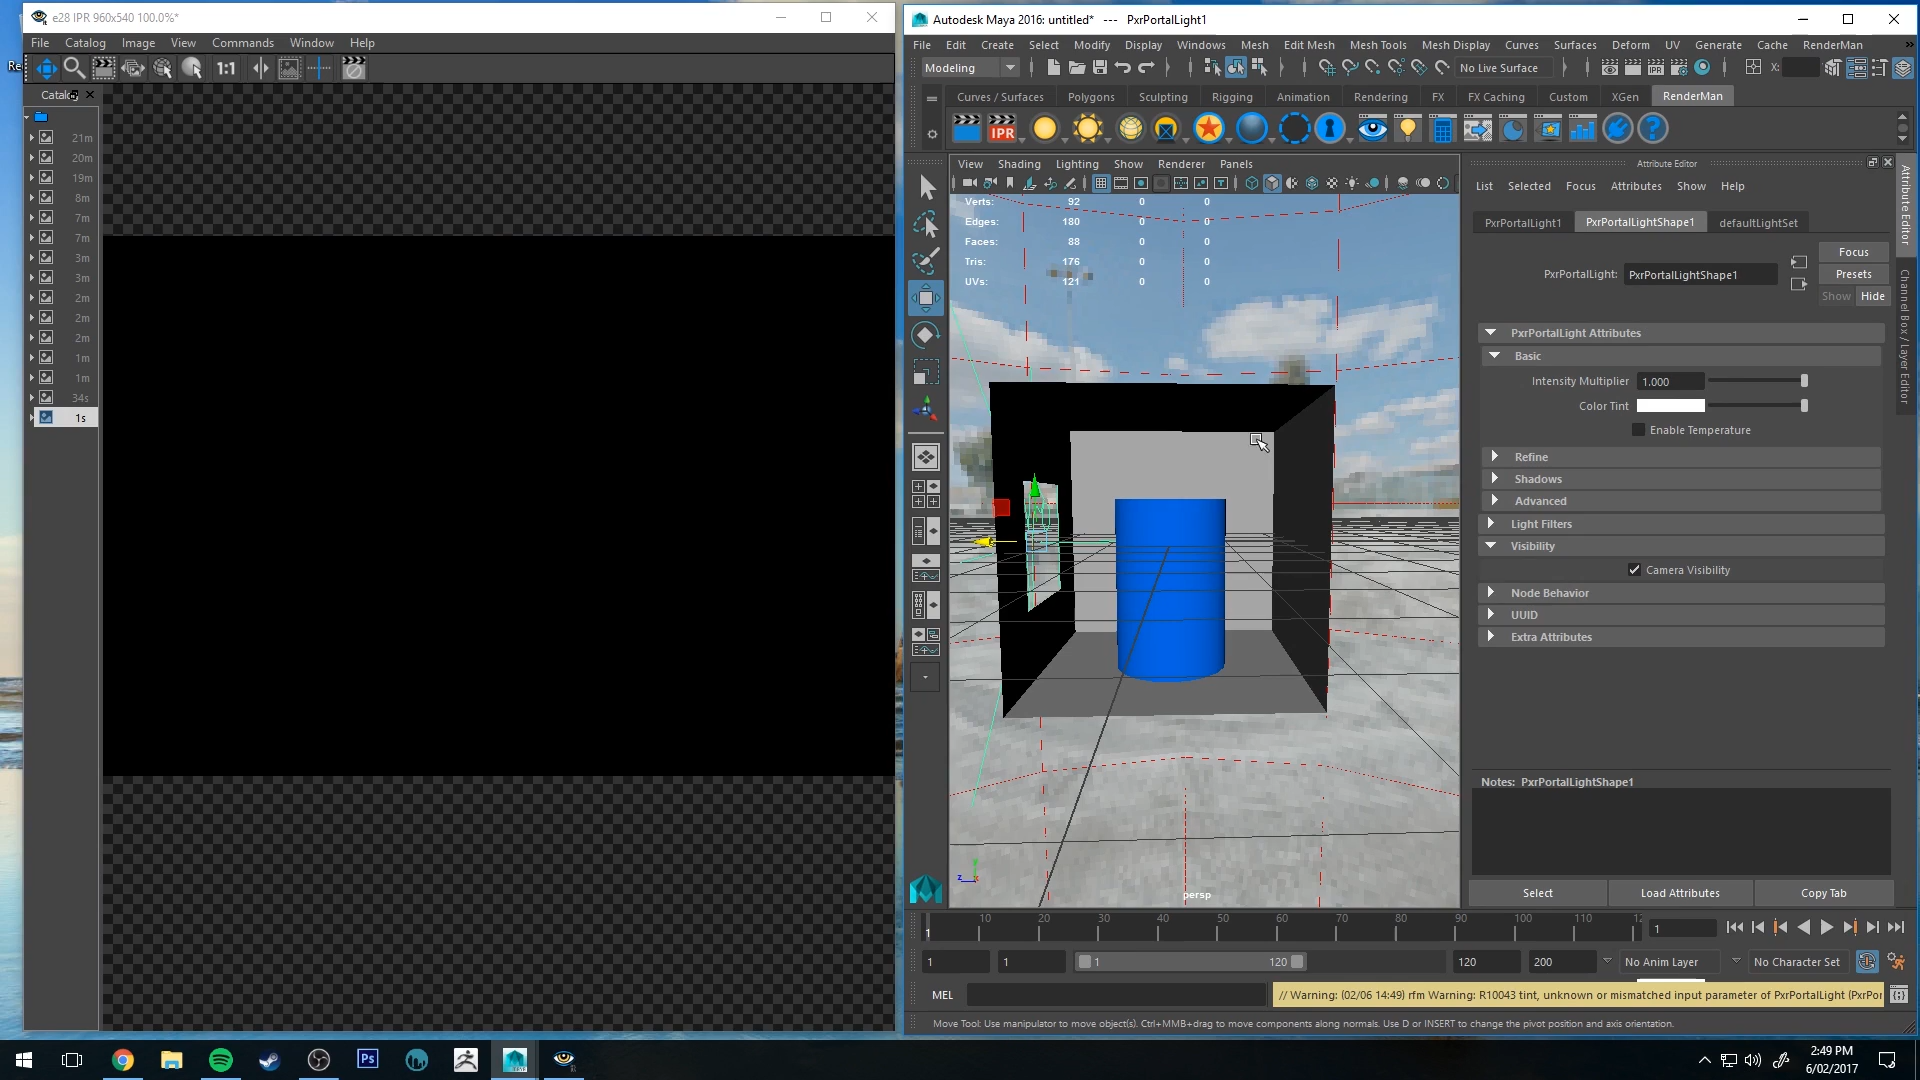 Re
e28 IPR 960x540 100.0%*
File Catalog Image View Commands Window Help
1:1
Catalog
21m
20m
19m
8m
7m
7m
3m
3m
2m
2m
2m
1m
1m
34s
1s
Autodesk Maya 2016: untitled* --- PxrPortalLight1
File Edit Create Select Modify Display Windows Mesh Edit Mesh Mesh Tools Mesh Display Curves Surfaces Deform UV Generate Cache RenderMan
Modeling No Live Surface X:
Curves / Surfaces Polygons Sculpting Rigging Animation Rendering FX FX Caching Custom XGen RenderMan
IPR
View Shading Lighting Show Renderer Panels
Verts: 92 0 0
Edges: 180 0 0
Faces: 88 0 0
Tris: 176 0 0
UVs: 121 0 0
persp
Attribute Editor
List Selected Focus Attributes Show Help
PxrPortalLight1 PxrPortalLightShape1 defaultLightSet
PxrPortalLight: PxrPortalLightShape1
Focus
Presets
Show Hide
PxrPortalLight Attributes
Basic
Intensity Multiplier 1.000
Color Tint
Enable Temperature
Refine
Shadows
Advanced
Light Filters
Visibility
Camera Visibility
Node Behavior
UUID
Extra Attributes
Notes: PxrPortalLightShape1
Select Load Attributes Copy Tab
Attribute Editor
Channel Box / Layer Editor
1 10 20 30 40 50 60 70 80 90 100 110 12 1
1 1 1 120 120 200 No Anim Layer No Character Set
MEL // Warning: (02/06 14:49) rfm Warning: R10043 tint, unknown or mismatched input parameter of PxrPortalLight (PxrPor
Move Tool: Use manipulator to move object(s). Ctrl+MMB+drag to move components along normals. Use D or INSERT to change the pivot position and axis orientation.
Ps
2:49 PM
6/02/2017